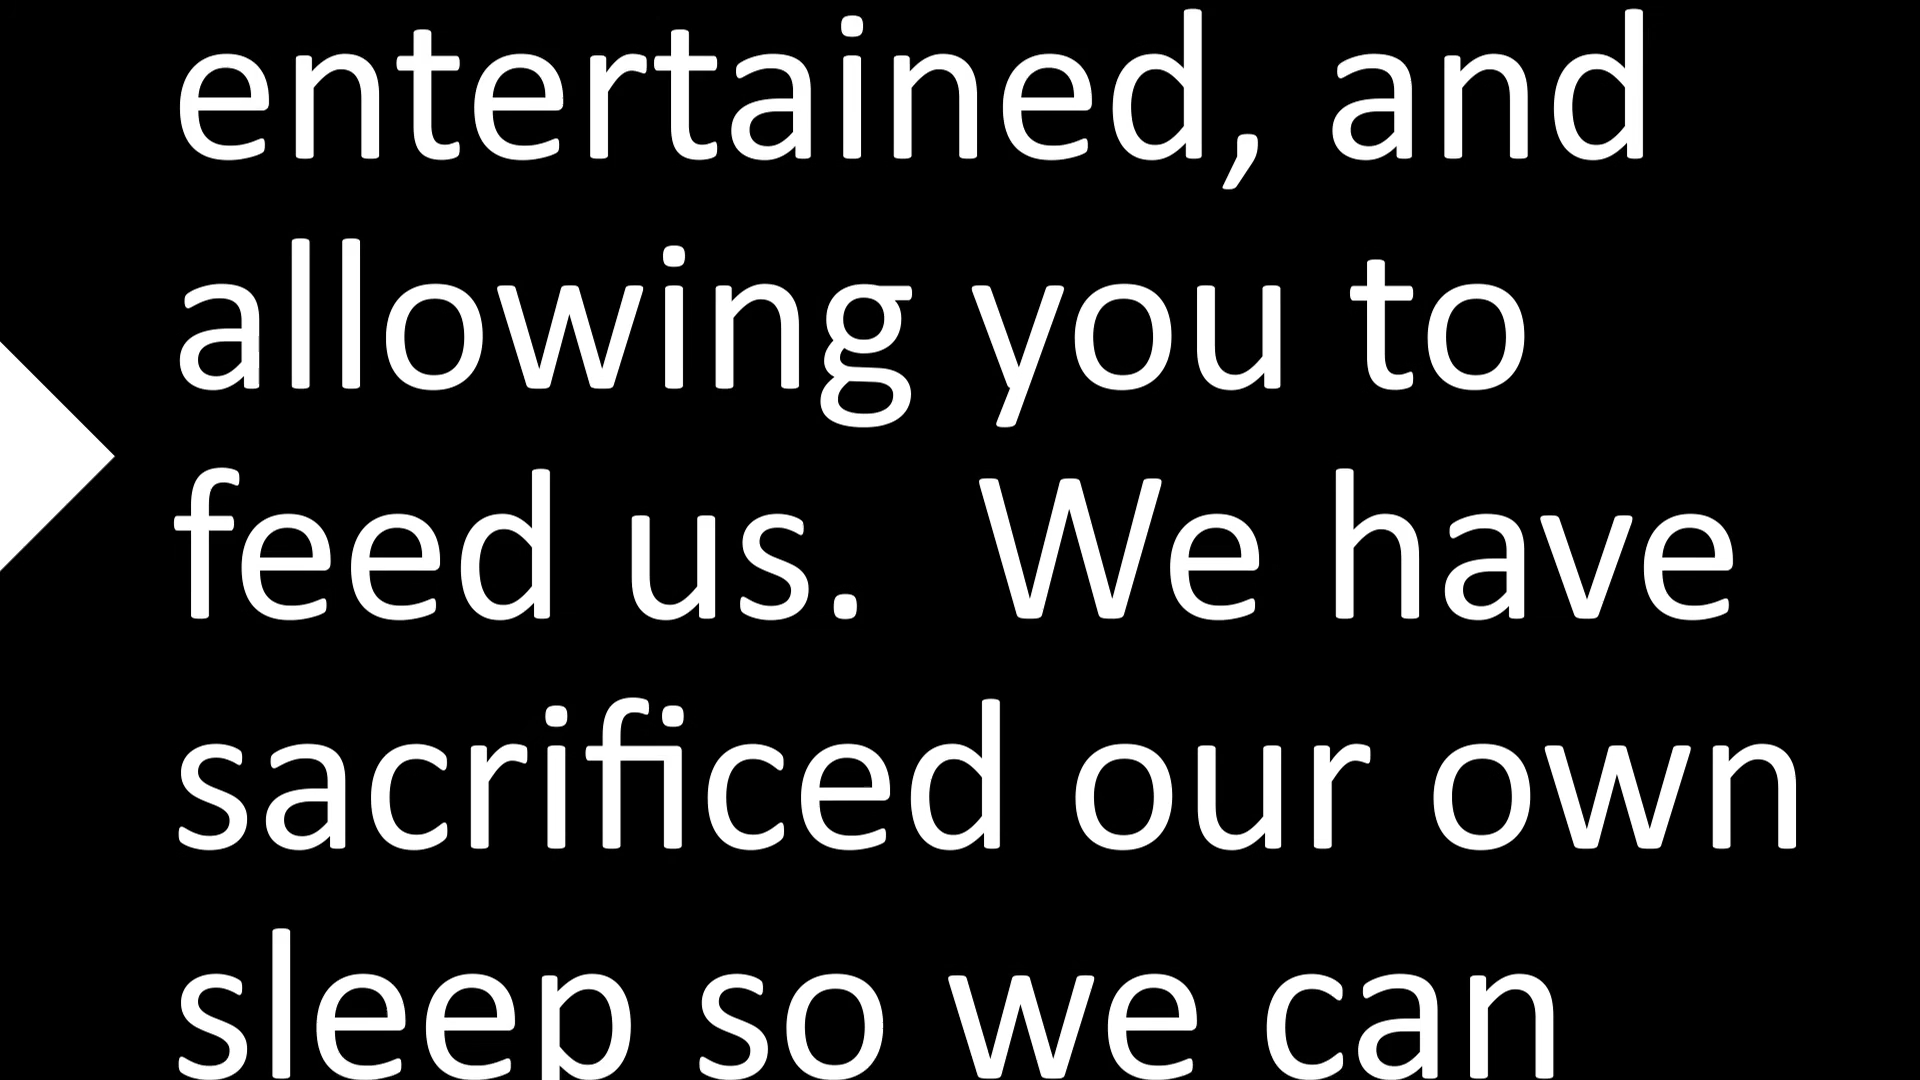 entertained, and
allowing you to
feed us.  We have
sacrificed our own
sleep so we can